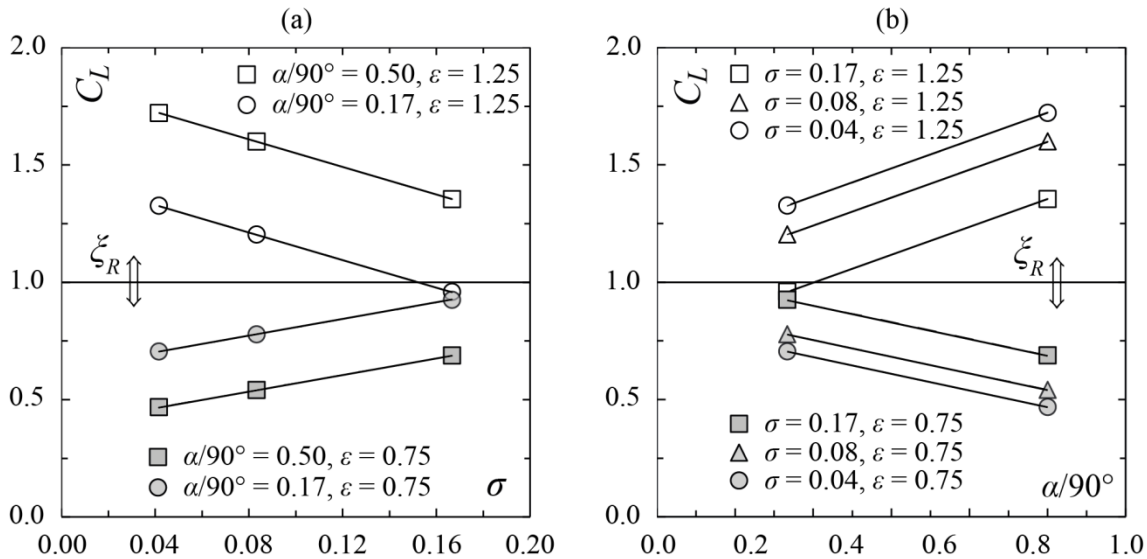 (a)
2.0
1.5
1.0
0.5
0.0
C_L
α/90° = 0.50, ε = 1.25
α/90° = 0.17, ε = 1.25
ξ_R
α/90° = 0.50, ε = 0.75
α/90° = 0.17, ε = 0.75
σ
0.00 0.04 0.08 0.12 0.16 0.20
(b)
2.0
1.5
1.0
0.5
0.0
C_L
σ = 0.17, ε = 1.25
σ = 0.08, ε = 1.25
σ = 0.04, ε = 1.25
ξ_R
σ = 0.17, ε = 0.75
σ = 0.08, ε = 0.75
σ = 0.04, ε = 0.75
α/90°
0.0 0.2 0.4 0.6 0.8 1.0